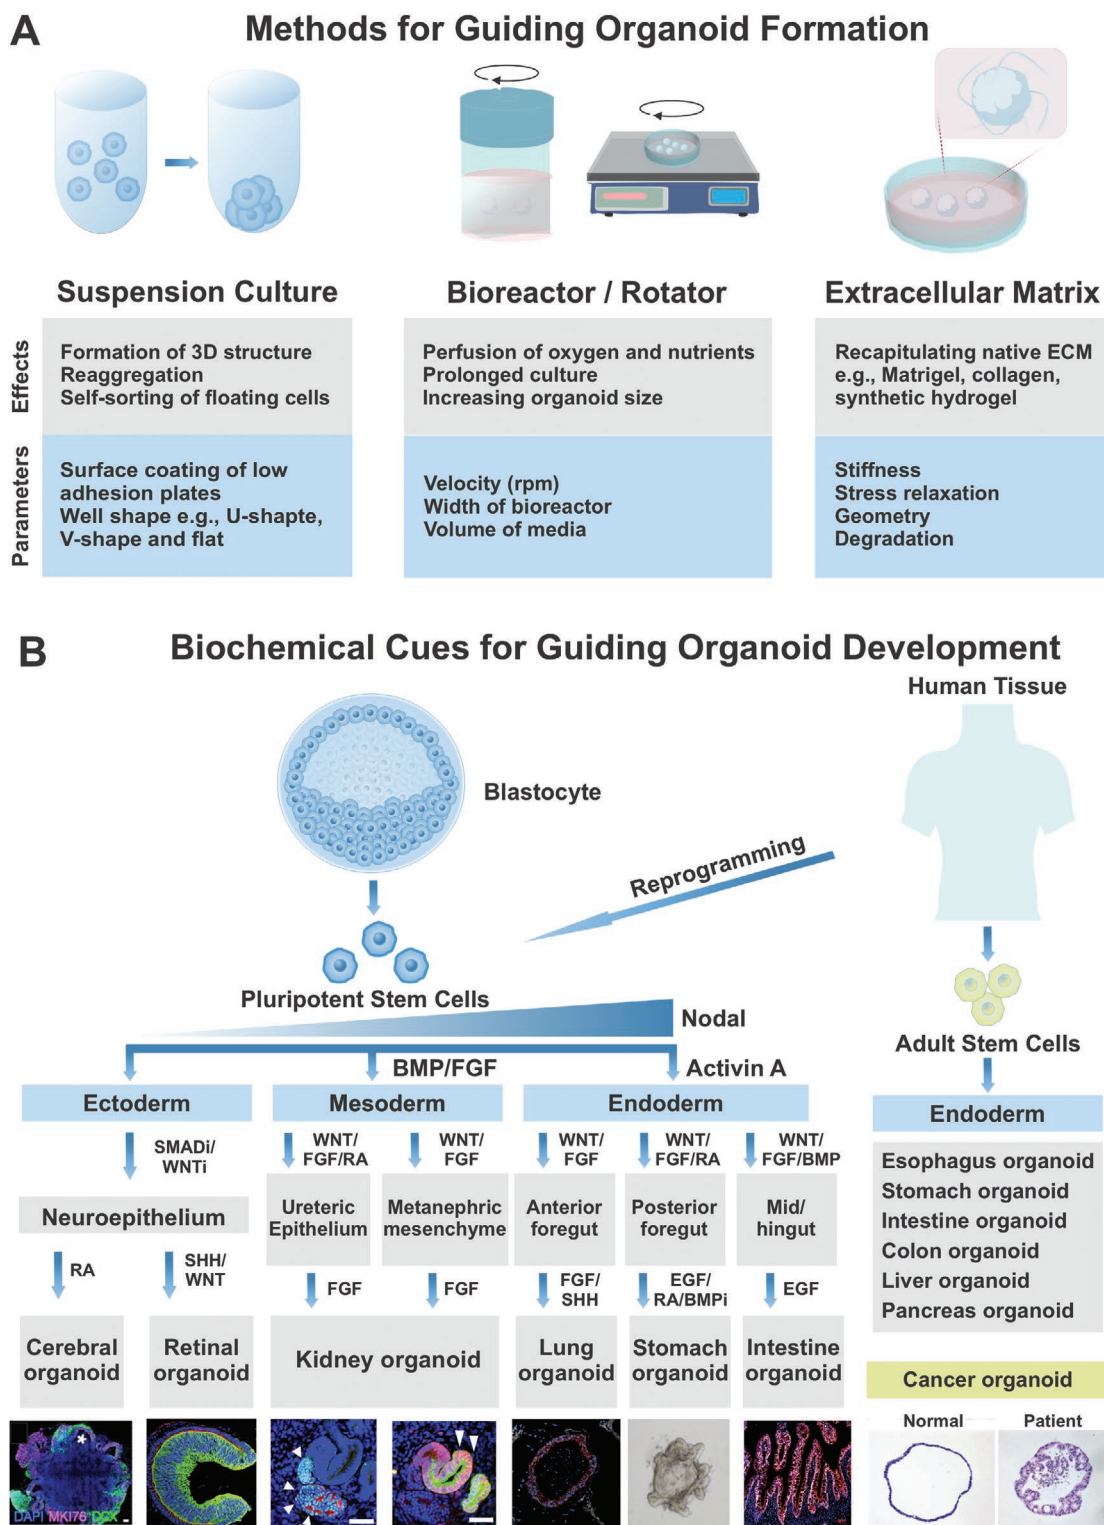 A
Methods for Guiding Organoid Formation
Suspension Culture
Bioreactor / Rotator
Extracellular Matrix
Effects
Formation of 3D structure
Reaggregation
Self-sorting of floating cells
Perfusion of oxygen and nutrients
Prolonged culture
Increasing organoid size
Recapitulating native ECM
e.g., Matrigel, collagen,
synthetic hydrogel
Parameters
Surface coating of low
adhesion plates
Well shape e.g., U-shapte,
V-shape and flat
Velocity (rpm)
Width of bioreactor
Volume of media
Stiffness
Stress relaxation
Geometry
Degradation
B
Biochemical Cues for Guiding Organoid Development
Human Tissue
Blastocyte
Reprogramming
Pluripotent Stem Cells
Nodal
Adult Stem Cells
BMP/FGF
Activin A
Ectoderm
Mesoderm
Endoderm
Endoderm
SMADi/
WNTi
WNT/
FGF/RA
WNT/
FGF
WNT/
FGF
WNT/
FGF/RA
WNT/
FGF/BMP
Neuroepithelium
Ureteric
Epithelium
Metanephric
mesenchyme
Anterior
foregut
Posterior
foregut
Mid/
hingut
Esophagus organoid
Stomach organoid
Intestine organoid
Colon organoid
Liver organoid
Pancreas organoid
RA
SHH/
WNT
FGF
FGF
FGF/
SHH
EGF/
RA/BMPi
EGF
Cerebral
organoid
Retinal
organoid
Kidney organoid
Lung
organoid
Stomach
organoid
Intestine
organoid
Cancer organoid
Normal
Patient
*
DAPI MKI76 DCX